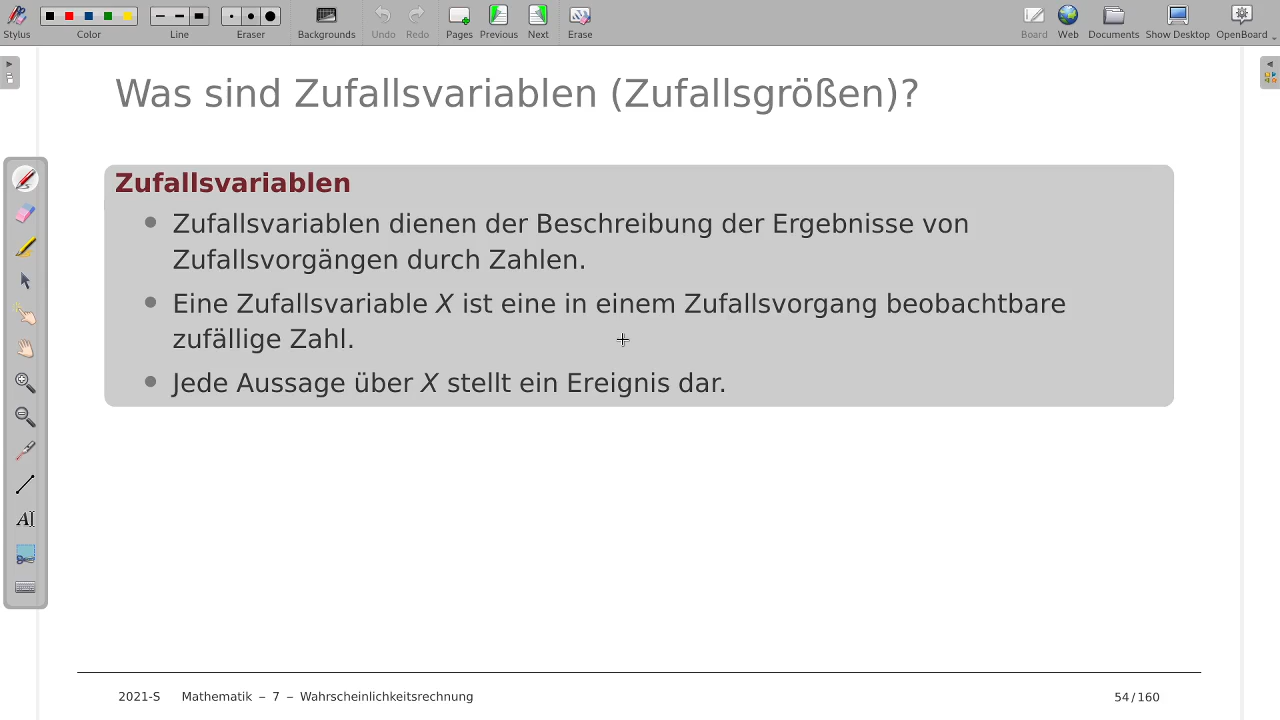 Stylus Color Line Eraser Backgrounds Undo Redo Pages Previous Next Erase Board Web Documents Show Desktop OpenBoard
Was sind Zufallsvariablen (Zufallsgrößen)?
Zufallsvariablen
• Zufallsvariablen dienen der Beschreibung der Ergebnisse von
Zufallsvorgängen durch Zahlen.
• Eine Zufallsvariable X ist eine in einem Zufallsvorgang beobachtbare
zufällige Zahl.
• Jede Aussage über X stellt ein Ereignis dar.
AI
2021-S Mathematik – 7 – Wahrscheinlichkeitsrechnung 54/160